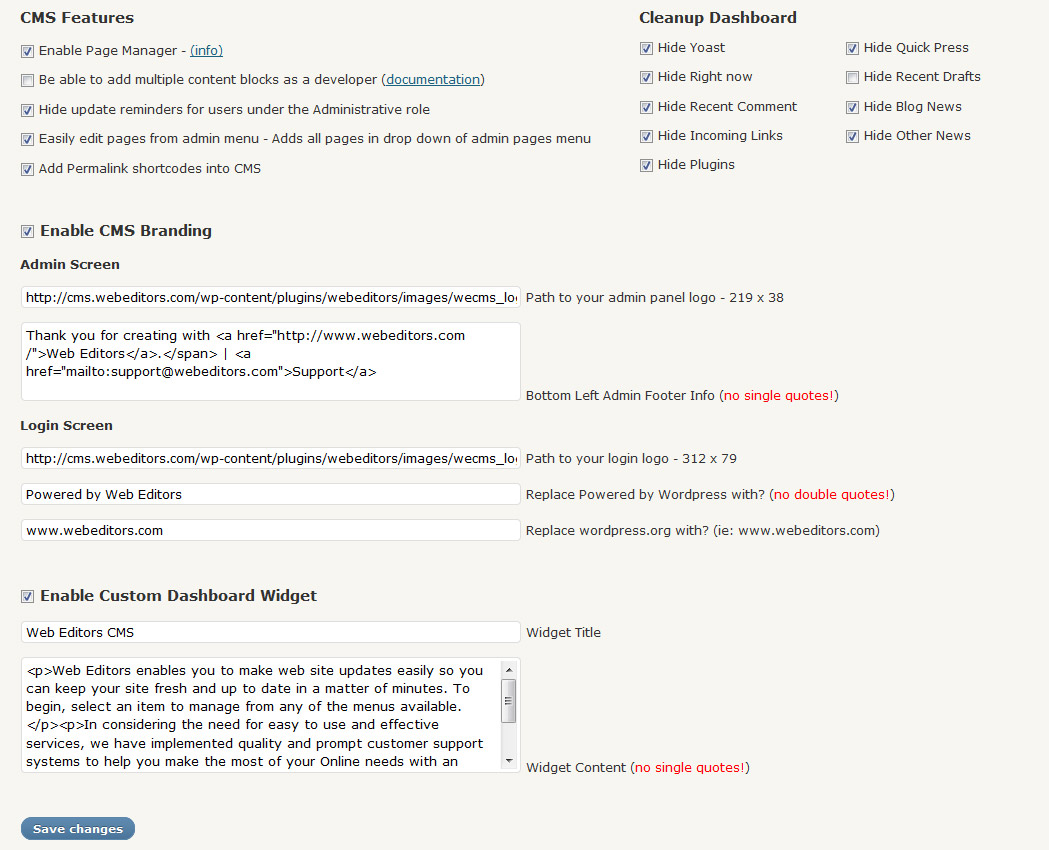 CMS Features
Enable Page Manager - (info)
Be able to add multiple content blocks as a developer (documentation)
Hide update reminders for users under the Administrative role
Easily edit pages from admin menu - Adds all pages in drop down of admin pages menu
Add Permalink shortcodes into CMS
Cleanup Dashboard
Hide Yoast
Hide Quick Press
Hide Right now
Hide Recent Drafts
Hide Recent Comment
Hide Blog News
Hide Incoming Links
Hide Other News
Hide Plugins
Enable CMS Branding
Admin Screen
http://cms.webeditors.com/wp-content/plugins/webeditors/images/wecms_lo Path to your admin panel logo - 219 x 38
Thank you for creating with <a href="http://www.webeditors.com
/">Web Editors</a>.</span> | <a
href="mailto:support@webeditors.com">Support</a>
Bottom Left Admin Footer Info (no single quotes!)
Login Screen
http://cms.webeditors.com/wp-content/plugins/webeditors/images/wecms_lo Path to your login logo - 312 x 79
Powered by Web Editors Replace Powered by Wordpress with? (no double quotes!)
www.webeditors.com Replace wordpress.org with? (ie: www.webeditors.com)
Enable Custom Dashboard Widget
Web Editors CMS Widget Title
<p>Web Editors enables you to make web site updates easily so you
can keep your site fresh and up to date in a matter of minutes. To
begin, select an item to manage from any of the menus available.
</p><p>In considering the need for easy to use and effective
services, we have implemented quality and prompt customer support
systems to help you make the most of your Online needs with an
Widget Content (no single quotes!)
Save changes